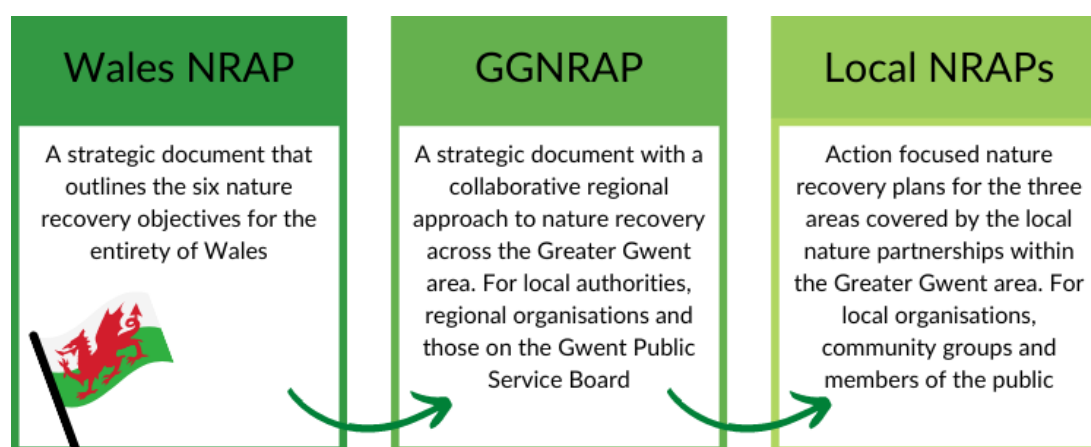 Wales NRAP
A strategic document that
outlines the six nature
recovery objectives for the
entirety of Wales
GGNRAP
A strategic document with a
collaborative regional
approach to nature recovery
across the Greater Gwent
area. For local authorities,
regional organisations and
those on the Gwent Public
Service Board
Local NRAPs
Action focused nature
recovery plans for the three
areas covered by the local
nature partnerships within
the Greater Gwent area. For
local organisations,
community groups and
members of the public